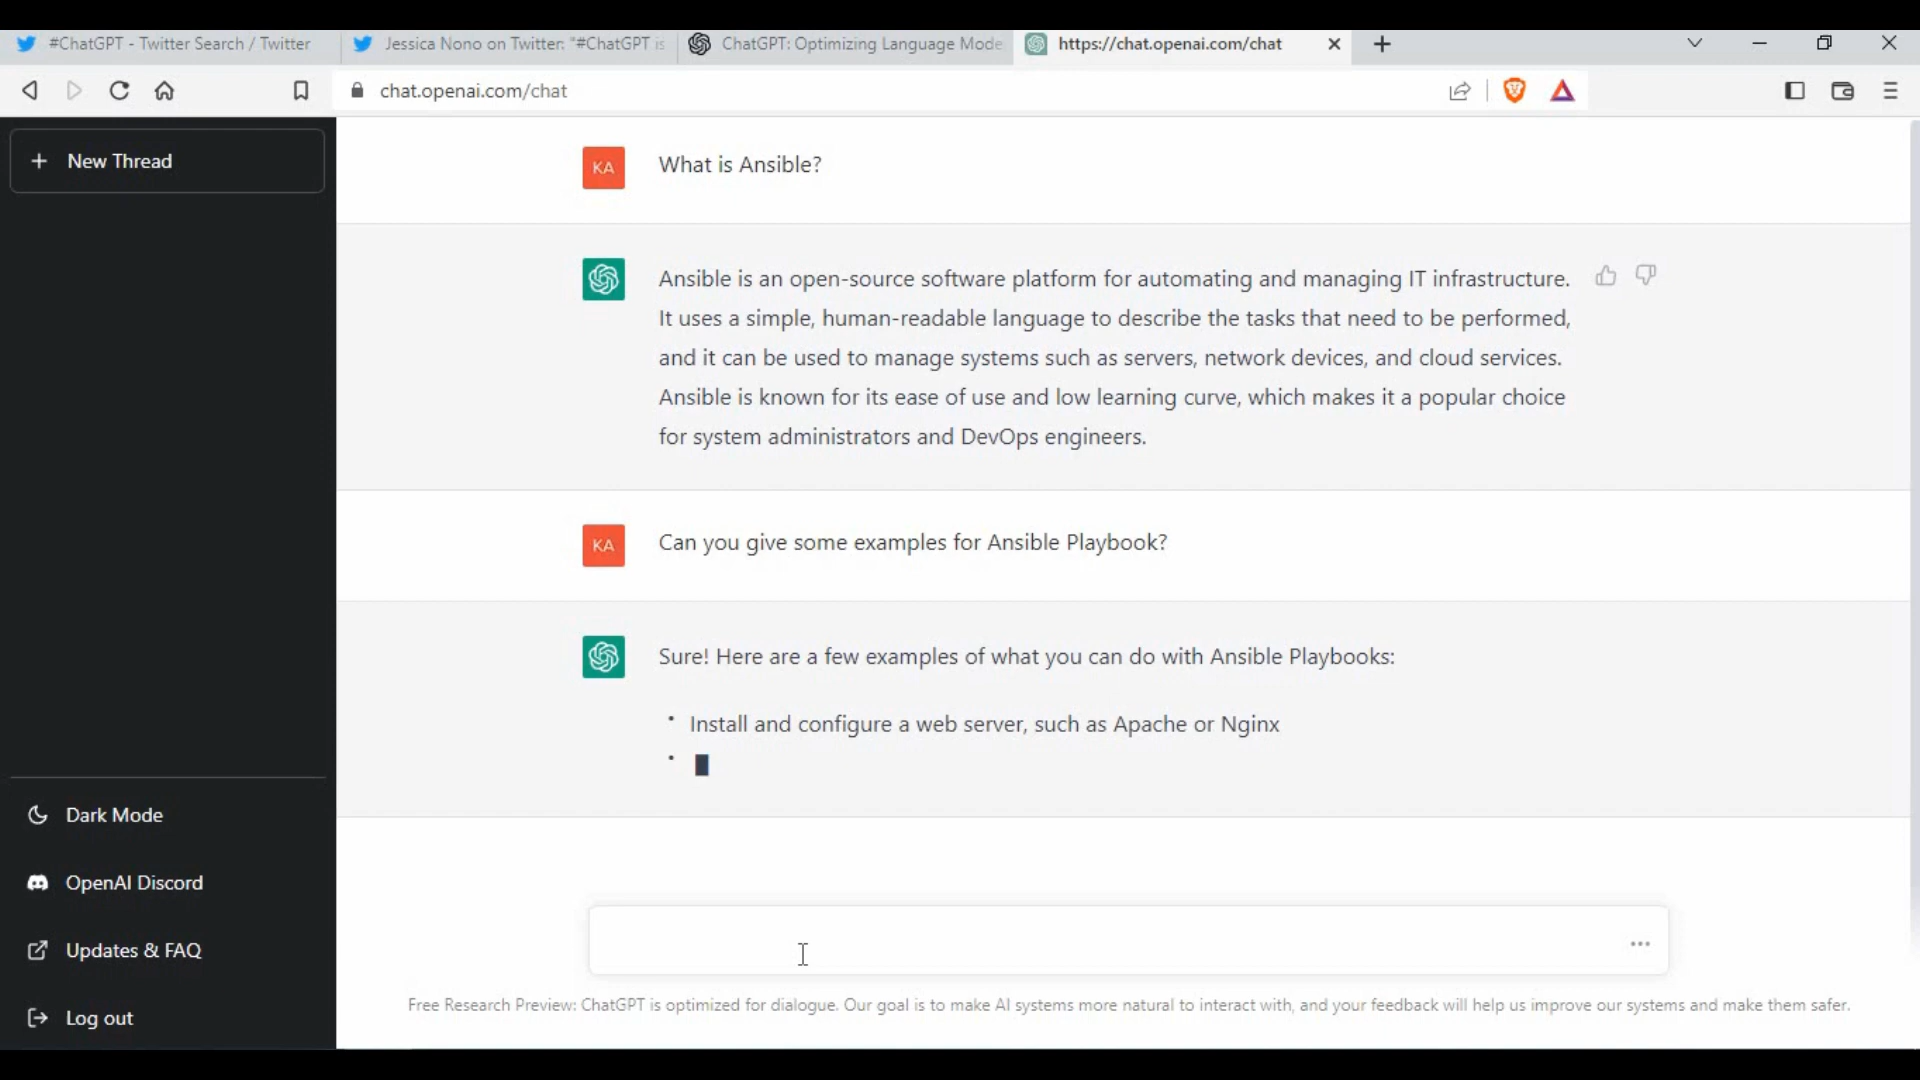 #ChatGPT - Twitter Search / Twitter
Jessica Nono on Twitter: "#ChatGPT is
ChatGPT: Optimizing Language Mode
https://chat.openai.com/chat
chat.openai.com/chat
New Thread
KA
What is Ansible?
Ansible is an open-source software platform for automating and managing IT infrastructure.
It uses a simple, human-readable language to describe the tasks that need to be performed,
and it can be used to manage systems such as servers, network devices, and cloud services.
Ansible is known for its ease of use and low learning curve, which makes it a popular choice
for system administrators and DevOps engineers.
KA
Can you give some examples for Ansible Playbook?
Sure! Here are a few examples of what you can do with Ansible Playbooks:
• Install and configure a web server, such as Apache or Nginx
•
Dark Mode
OpenAI Discord
Updates & FAQ
Log out
Free Research Preview: ChatGPT is optimized for dialogue. Our goal is to make AI systems more natural to interact with, and your feedback will help us improve our systems and make them safer.